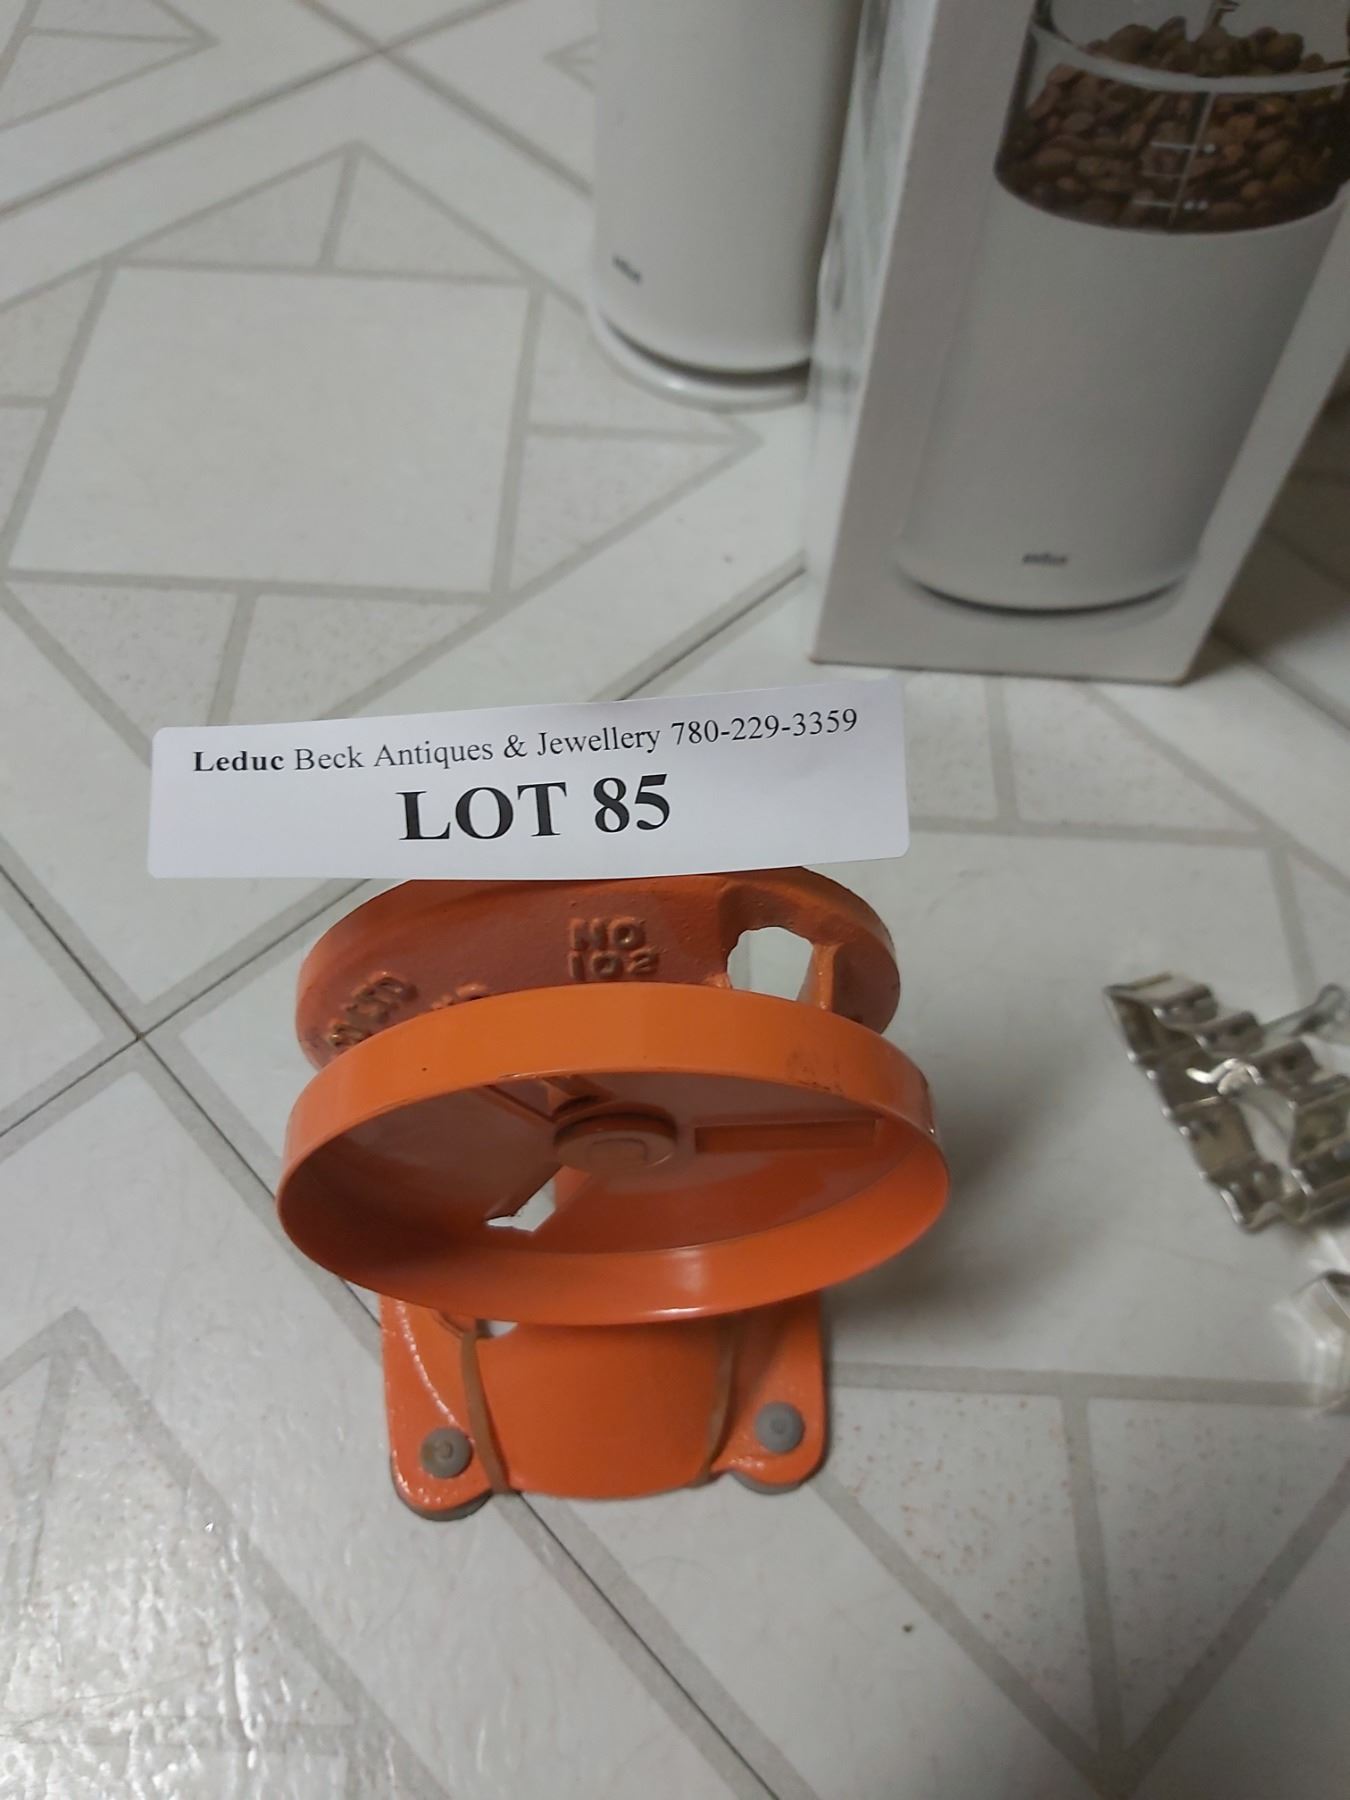 Leduc Beck Antiques & Jewellery 780-229-3359
LOT 85
NO
102